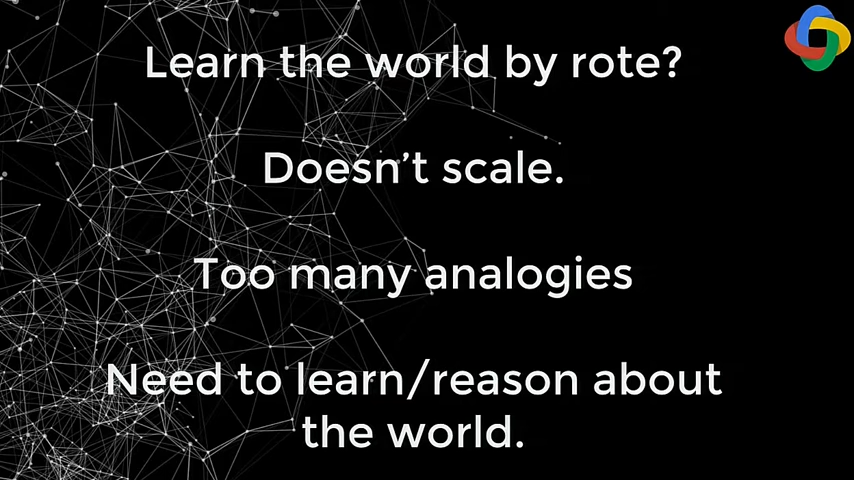 Learn the world by rote?
Doesn’t scale.
Too many analogies
Need to learn/reason about
the world.